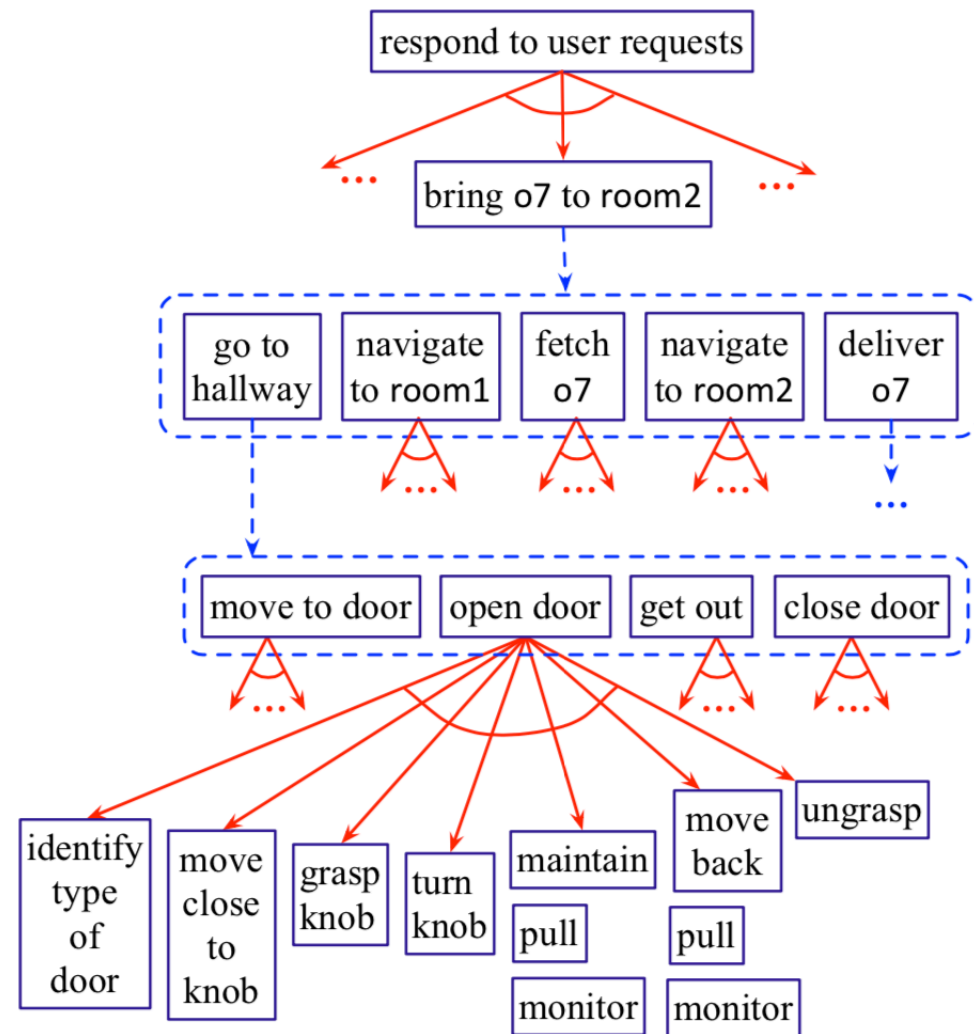 respond to user requests
...
...
bring o7 to room2
go to
hallway
navigate
to room1
fetch
o7
navigate
to room2
deliver
o7
...
...
...
...
move to door
open door
get out
close door
...
...
...
identify
type
of
door
move
close
to
knob
grasp
knob
turn
knob
maintain
pull
monitor
move
back
pull
monitor
ungrasp